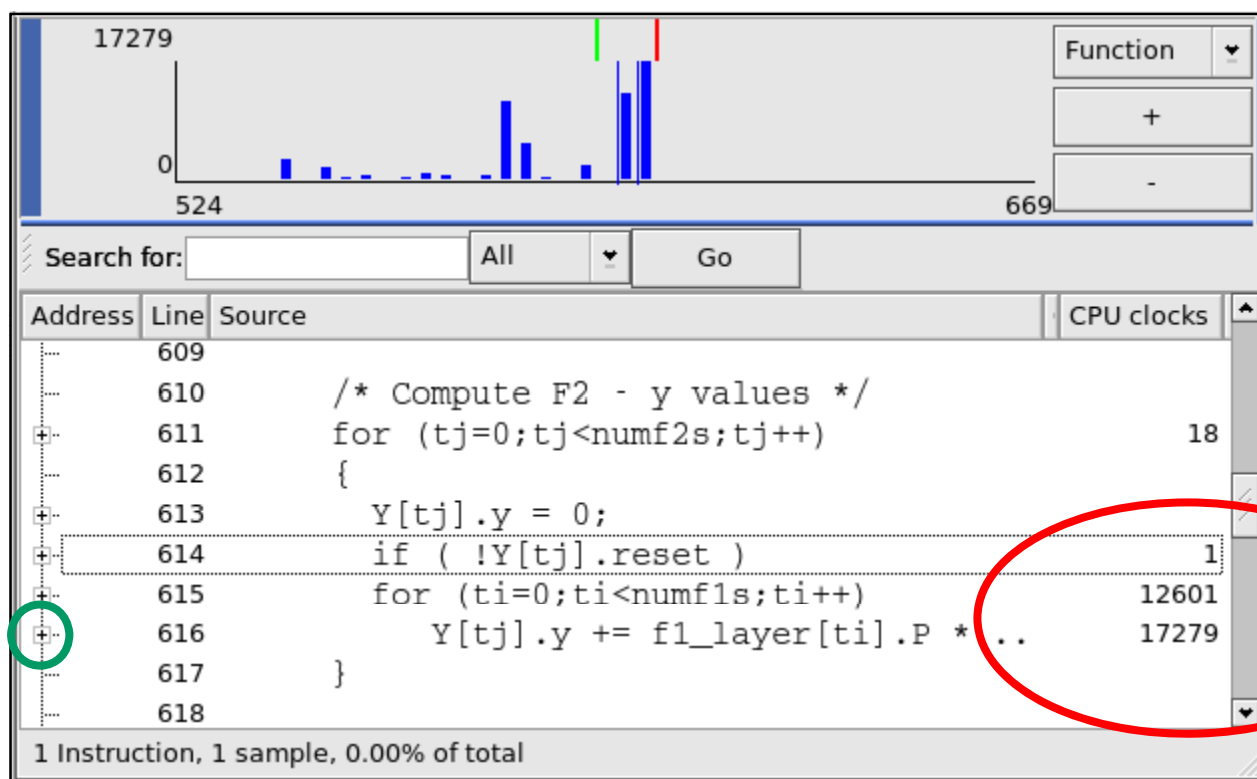 17279
Function
+
0
-
524
669
Search for:
All
Go
Address Line Source CPU clocks
609
610 /* Compute F2 - y values */
611 for (tj=0;tj<numf2s;tj++) 18
612 {
613 Y[tj].y = 0;
614 if ( !Y[tj].reset ) 1
615 for (ti=0;ti<numf1s;ti++) 12601
616 Y[tj].y += f1_layer[ti].P * .. 17279
617 }
618
1 Instruction, 1 sample, 0.00% of total